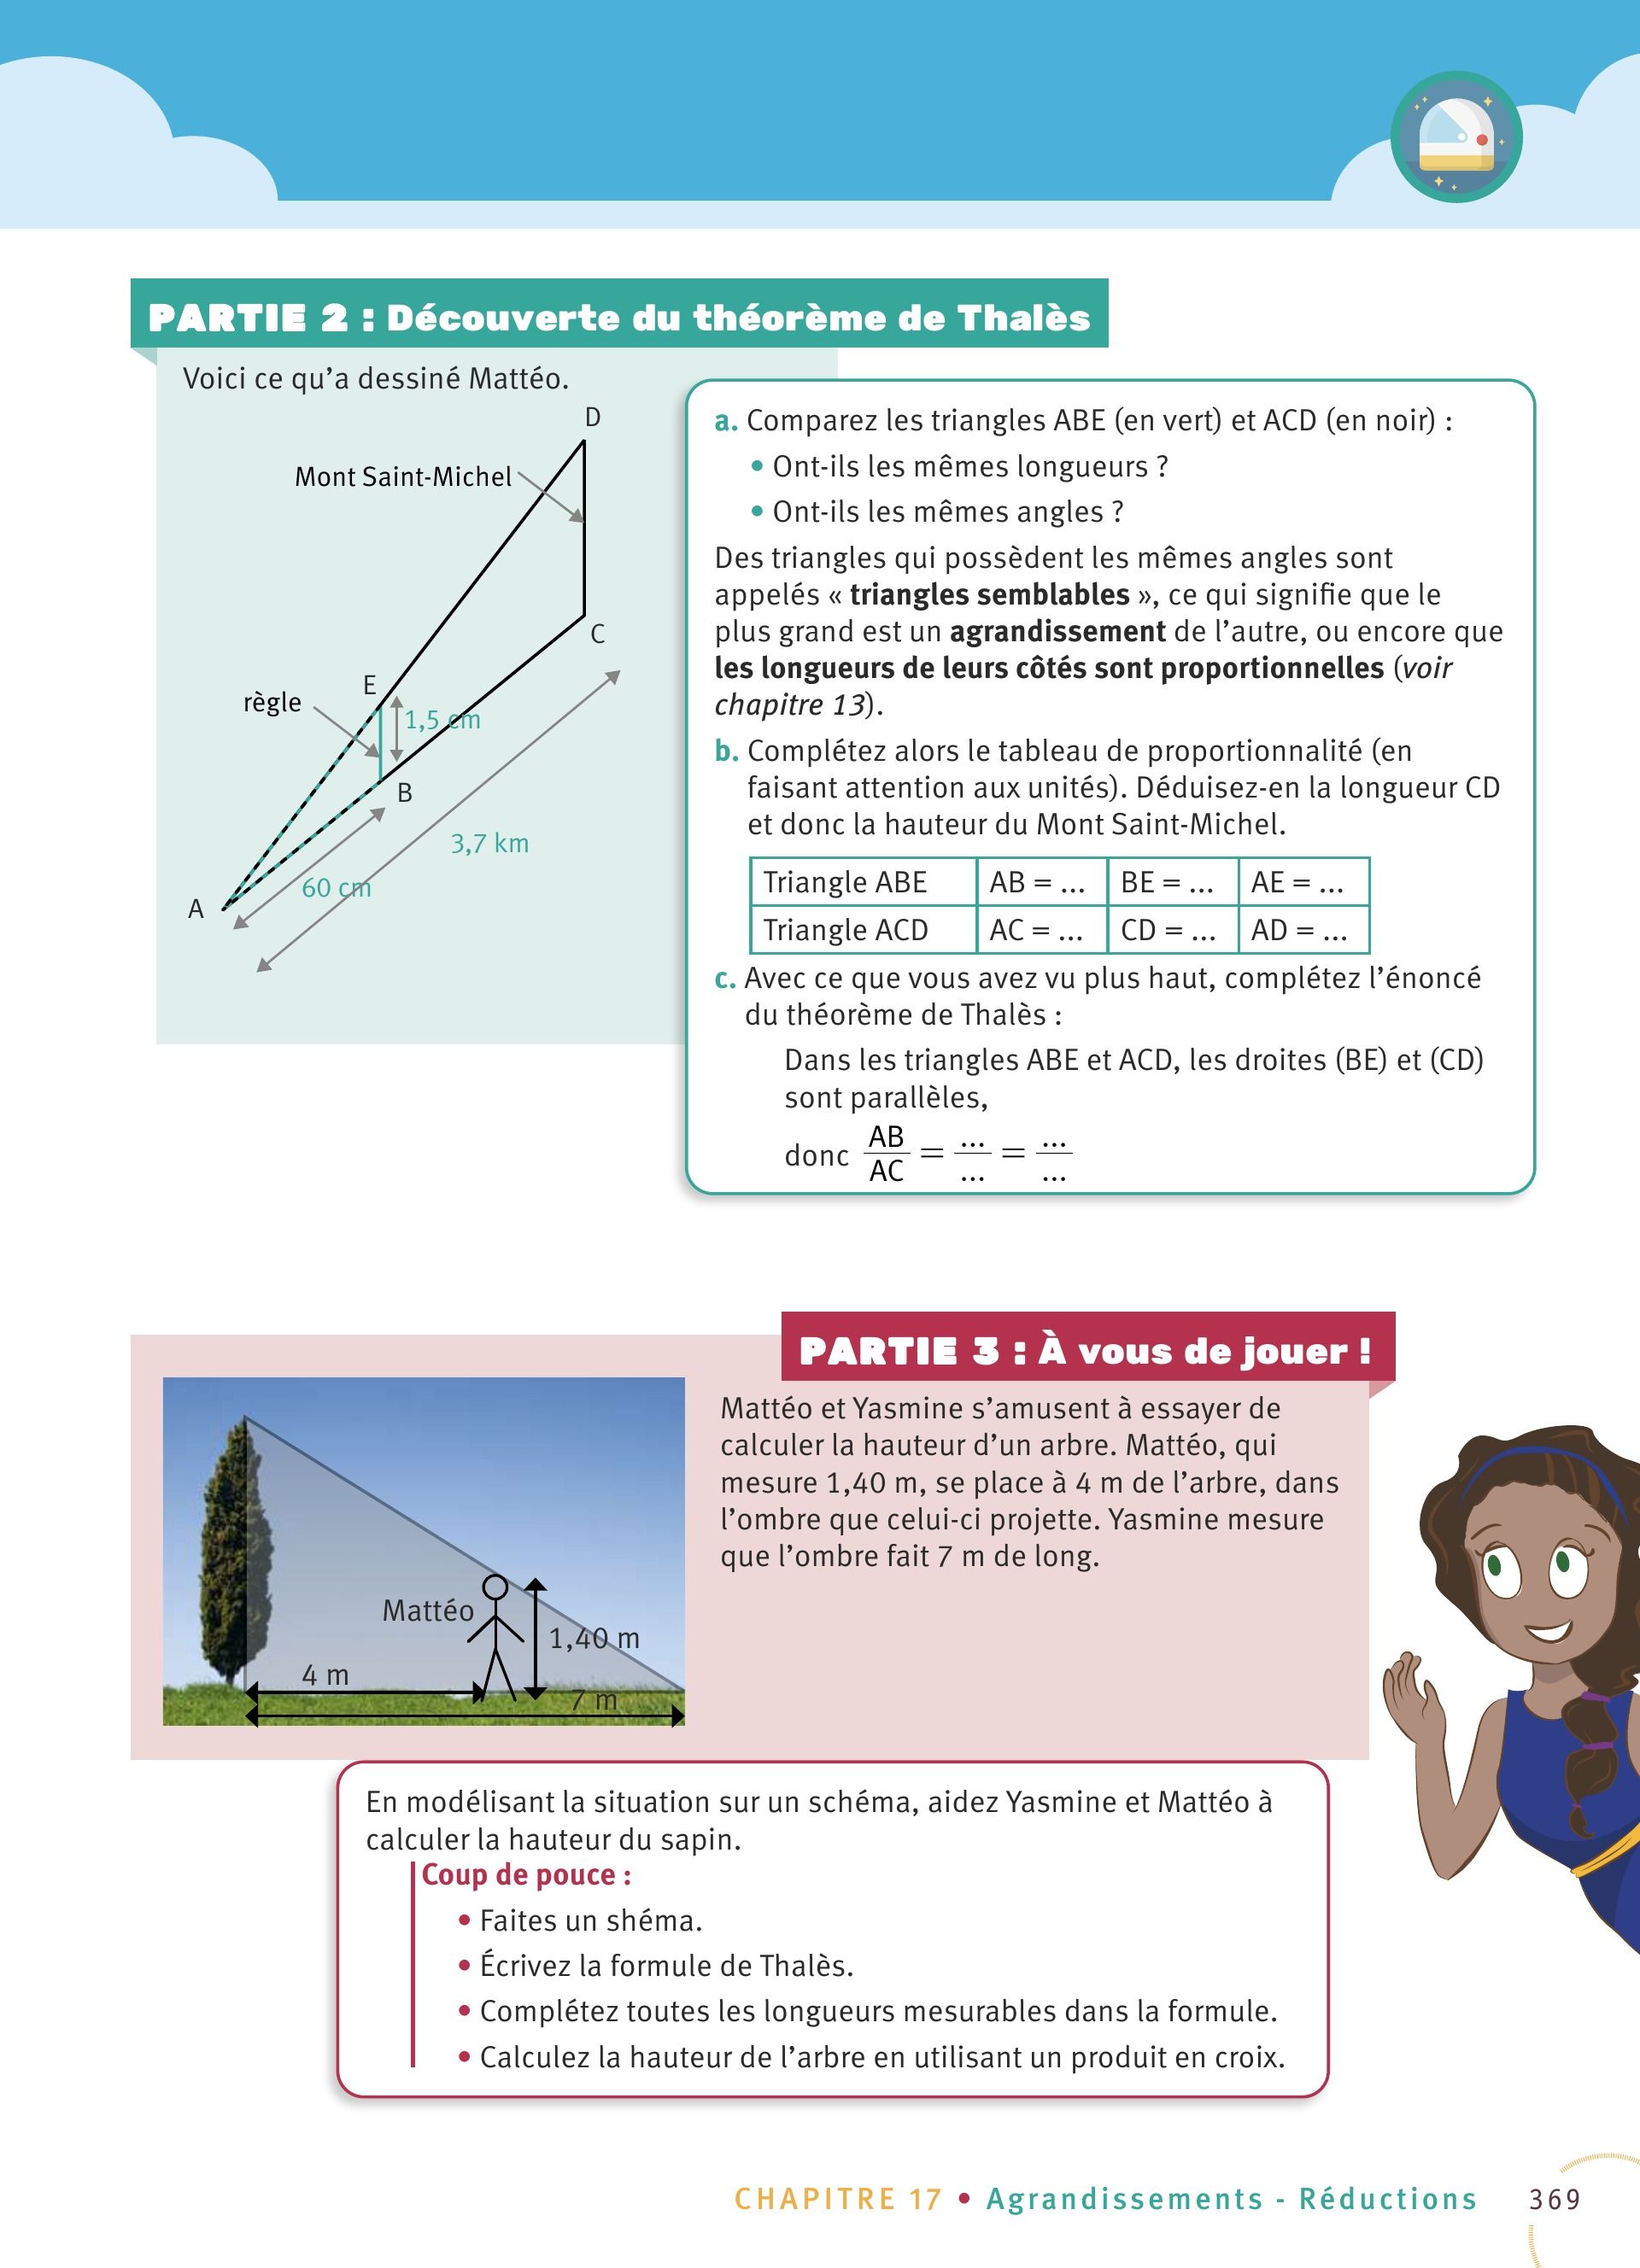 PARTIE 2 : Découverte du théorème de Thalès
Voici ce qu’a dessiné Mattéo.
D
Mont Saint-Michel
C
E
règle
1,5 cm
B
3,7 km
60 cm
A
a. Comparez les triangles ABE (en vert) et ACD (en noir) :
• Ont-ils les mêmes longueurs ?
• Ont-ils les mêmes angles ?
Des triangles qui possèdent les mêmes angles sont
appelés « triangles semblables », ce qui signifie que le
plus grand est un agrandissement de l’autre, ou encore que
les longueurs de leurs côtés sont proportionnelles (voir
chapitre 13).
b. Complétez alors le tableau de proportionnalité (en
faisant attention aux unités). Déduisez-en la longueur CD
et donc la hauteur du Mont Saint-Michel.
Triangle ABE AB = ... BE = ... AE = ...
Triangle ACD AC = ... CD = ... AD = ...
c. Avec ce que vous avez vu plus haut, complétez l’énoncé
du théorème de Thalès :
Dans les triangles ABE et ACD, les droites (BE) et (CD)
sont parallèles,
donc AB/AC = .../... = .../...
PARTIE 3 : À vous de jouer !
Mattéo
1,40 m
4 m
7 m
Mattéo et Yasmine s’amusent à essayer de
calculer la hauteur d’un arbre. Mattéo, qui
mesure 1,40 m, se place à 4 m de l’arbre, dans
l’ombre que celui-ci projette. Yasmine mesure
que l’ombre fait 7 m de long.
En modélisant la situation sur un schéma, aidez Yasmine et Mattéo à
calculer la hauteur du sapin.
Coup de pouce :
• Faites un shéma.
• Écrivez la formule de Thalès.
• Complétez toutes les longueurs mesurables dans la formule.
• Calculez la hauteur de l’arbre en utilisant un produit en croix.
CHAPITRE 17 • Agrandissements - Réductions 369